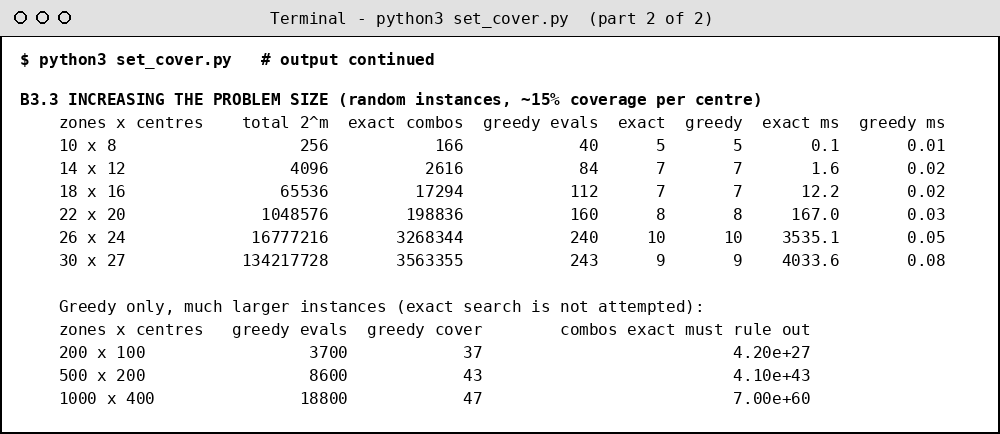 Terminal - python3 set_cover.py  (part 2 of 2)
$ python3 set_cover.py   # output continued
B3.3 INCREASING THE PROBLEM SIZE (random instances, ~15% coverage per centre)
    zones x centres    total 2^m  exact combos  greedy evals  exact  greedy  exact ms  greedy ms
    10 x 8                   256           166            40      5       5       0.1       0.01
    14 x 12                 4096          2616            84      7       7       1.6       0.02
    18 x 16                65536         17294           112      7       7      12.2       0.02
    22 x 20              1048576        198836           160      8       8     167.0       0.03
    26 x 24             16777216       3268344           240     10      10    3535.1       0.05
    30 x 27            134217728       3563355           243      9       9    4033.6       0.08
    Greedy only, much larger instances (exact search is not attempted):
    zones x centres   greedy evals  greedy cover        combos exact must rule out
    200 x 100                 3700            37                          4.20e+27
    500 x 200                 8600            43                          4.10e+43
    1000 x 400               18800            47                          7.00e+60